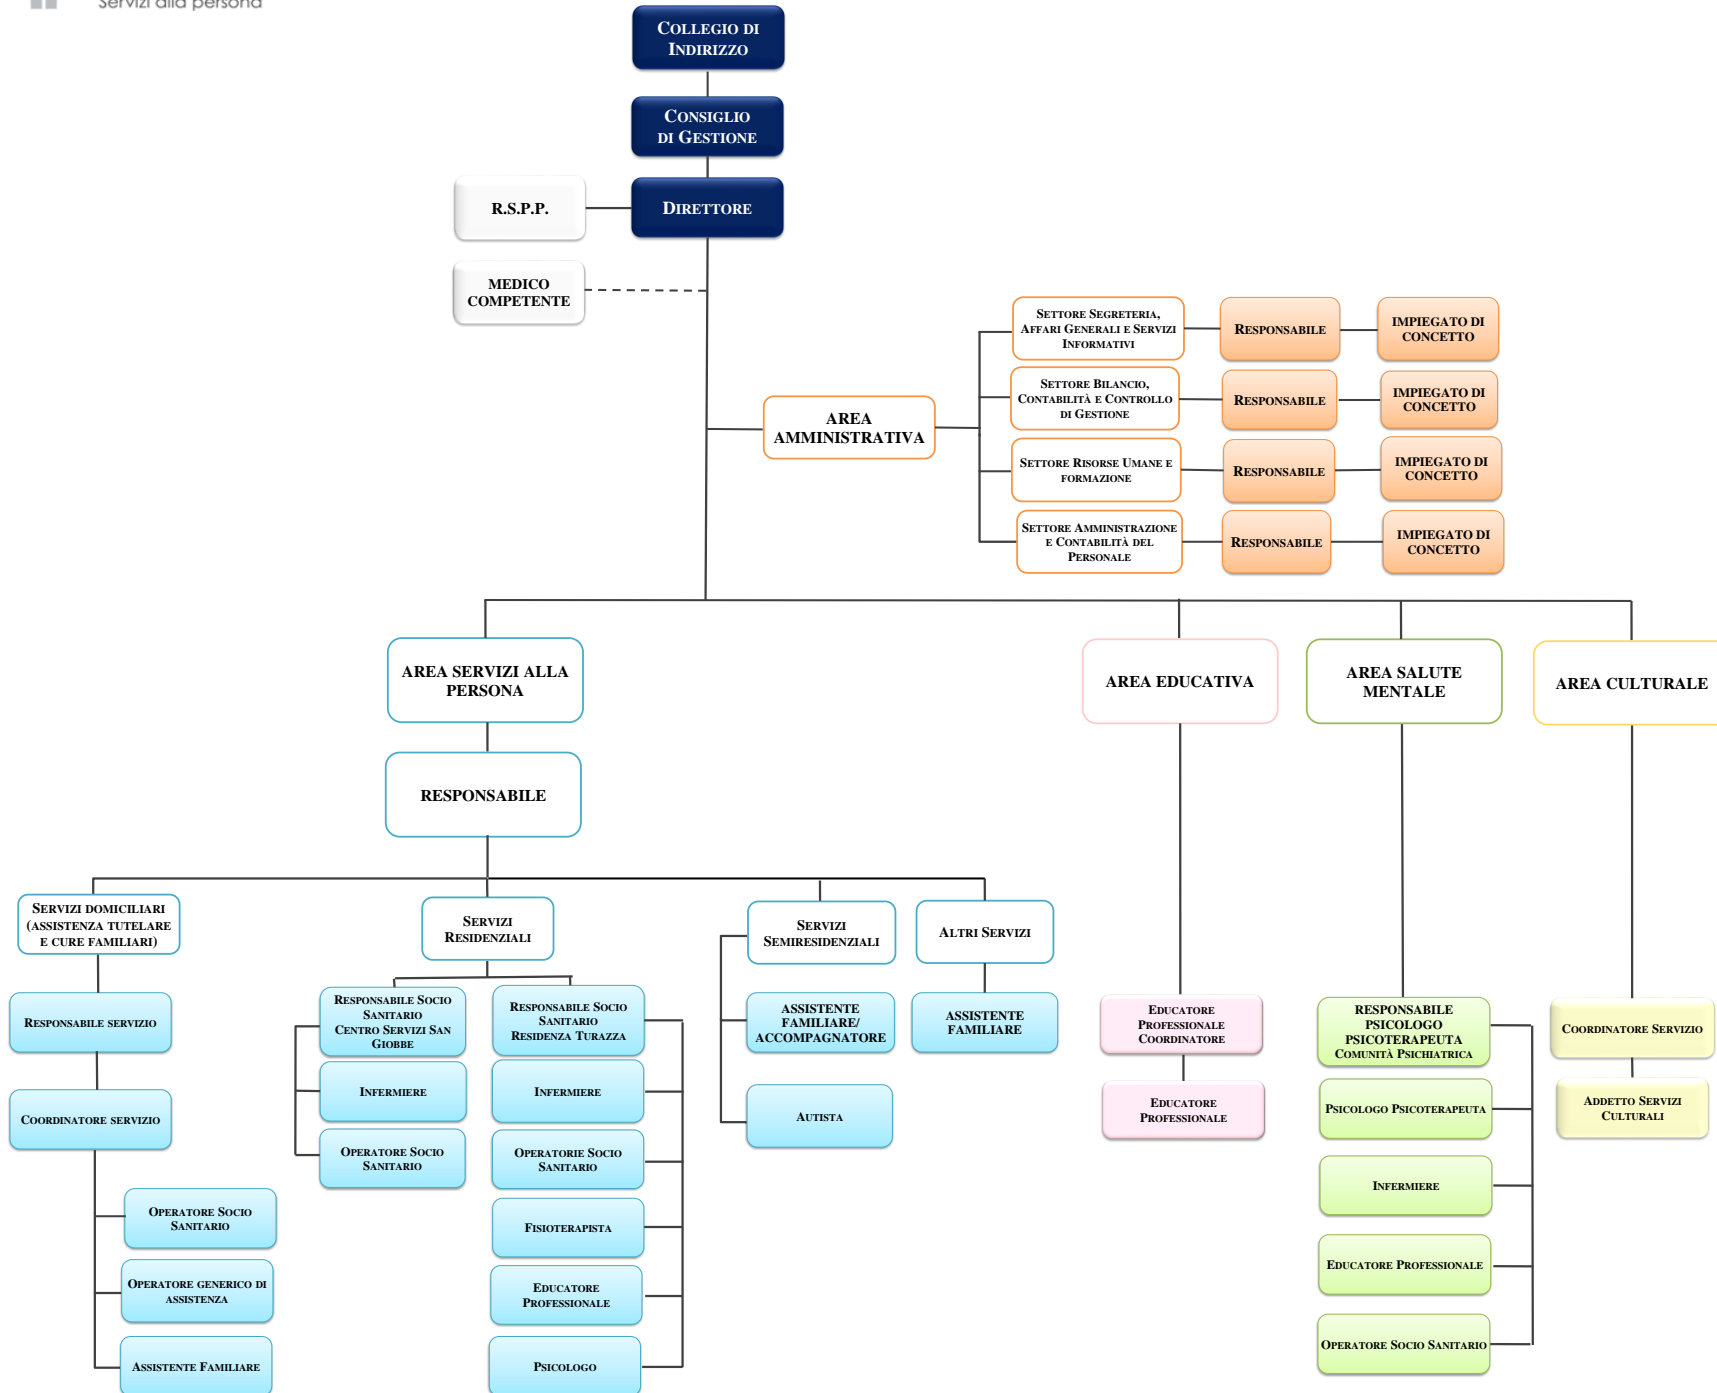 Servizi alla persona
COLLEGIO DI
INDIRIZZO
CONSIGLIO
DI GESTIONE
R.S.P.P.
DIRETTORE
MEDICO
COMPETENTE
AREA
AMMINISTRATIVA
SETTORE SEGRETERIA,
AFFARI GENERALI E SERVIZI
INFORMATIVI
RESPONSABILE
IMPIEGATO DI
CONCETTO
SETTORE BILANCIO,
CONTABILITÀ E CONTROLLO
DI GESTIONE
RESPONSABILE
IMPIEGATO DI
CONCETTO
SETTORE RISORSE UMANE E
FORMAZIONE
RESPONSABILE
IMPIEGATO DI
CONCETTO
SETTORE AMMINISTRAZIONE
E CONTABILITÀ DEL
PERSONALE
RESPONSABILE
IMPIEGATO DI
CONCETTO
AREA SERVIZI ALLA
PERSONA
AREA EDUCATIVA
AREA SALUTE
MENTALE
AREA CULTURALE
RESPONSABILE
SERVIZI DOMICILIARI
(ASSISTENZA TUTELARE
E CURE FAMILIARI)
RESPONSABILE SERVIZIO
COORDINATORE SERVIZIO
OPERATORE SOCIO
SANITARIO
OPERATORE GENERICO DI
ASSISTENZA
ASSISTENTE FAMILIARE
SERVIZI
RESIDENZIALI
RESPONSABILE SOCIO
SANITARIO
CENTRO SERVIZI SAN
GIOBBE
INFERMIERE
OPERATORE SOCIO
SANITARIO
RESPONSABILE SOCIO
SANITARIO
RESIDENZA TURAZZA
INFERMIERE
OPERATORIE SOCIO
SANITARIO
FISIOTERAPISTA
EDUCATORE
PROFESSIONALE
PSICOLOGO
SERVIZI
SEMIRESIDENZIALI
ASSISTENTE
FAMILIARE/
ACCOMPAGNATORE
AUTISTA
ALTRI SERVIZI
ASSISTENTE
FAMILIARE
EDUCATORE
PROFESSIONALE
COORDINATORE
EDUCATORE
PROFESSIONALE
RESPONSABILE
PSICOLOGO
PSICOTERAPEUTA
COMUNITÀ PSICHIATRICA
PSICOLOGO PSICOTERAPEUTA
INFERMIERE
EDUCATORE PROFESSIONALE
OPERATORE SOCIO SANITARIO
COORDINATORE SERVIZIO
ADDETTO SERVIZI
CULTURALI